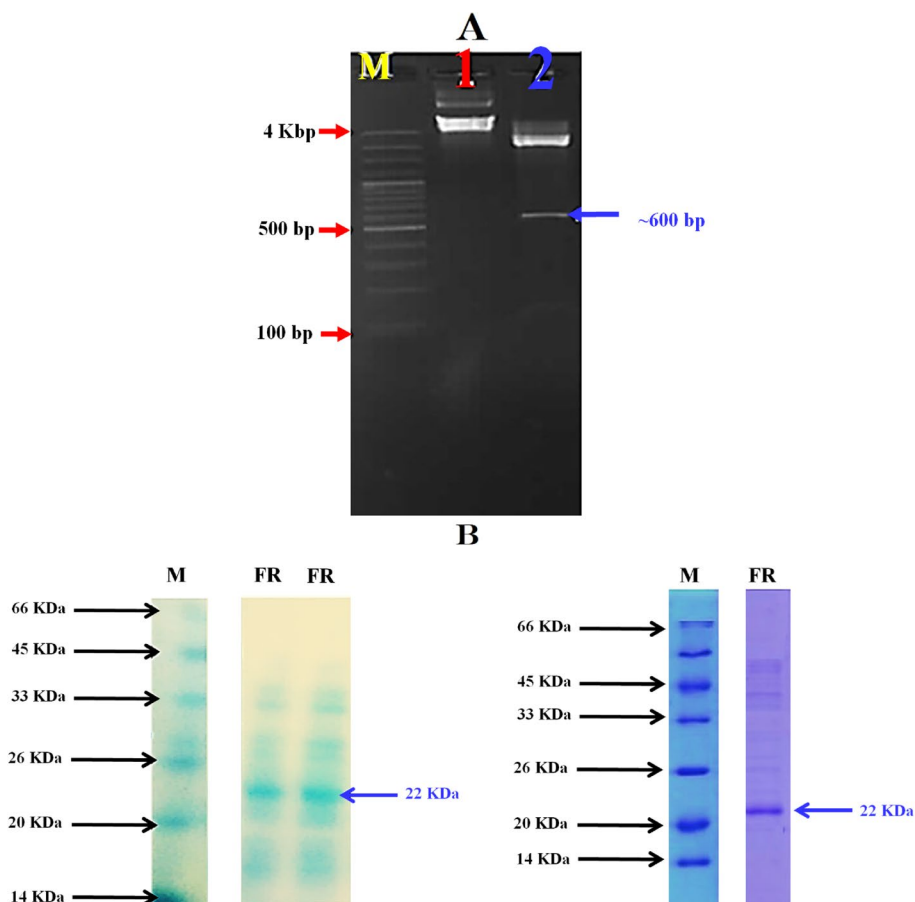 A
M 1 2
4 Kbp
500 bp
~600 bp
100 bp
B
M FR FR
66 KDa
45 KDa
33 KDa
26 KDa
22 KDa
20 KDa
14 KDa
M FR
66 KDa
45 KDa
33 KDa
26 KDa
22 KDa
20 KDa
14 KDa